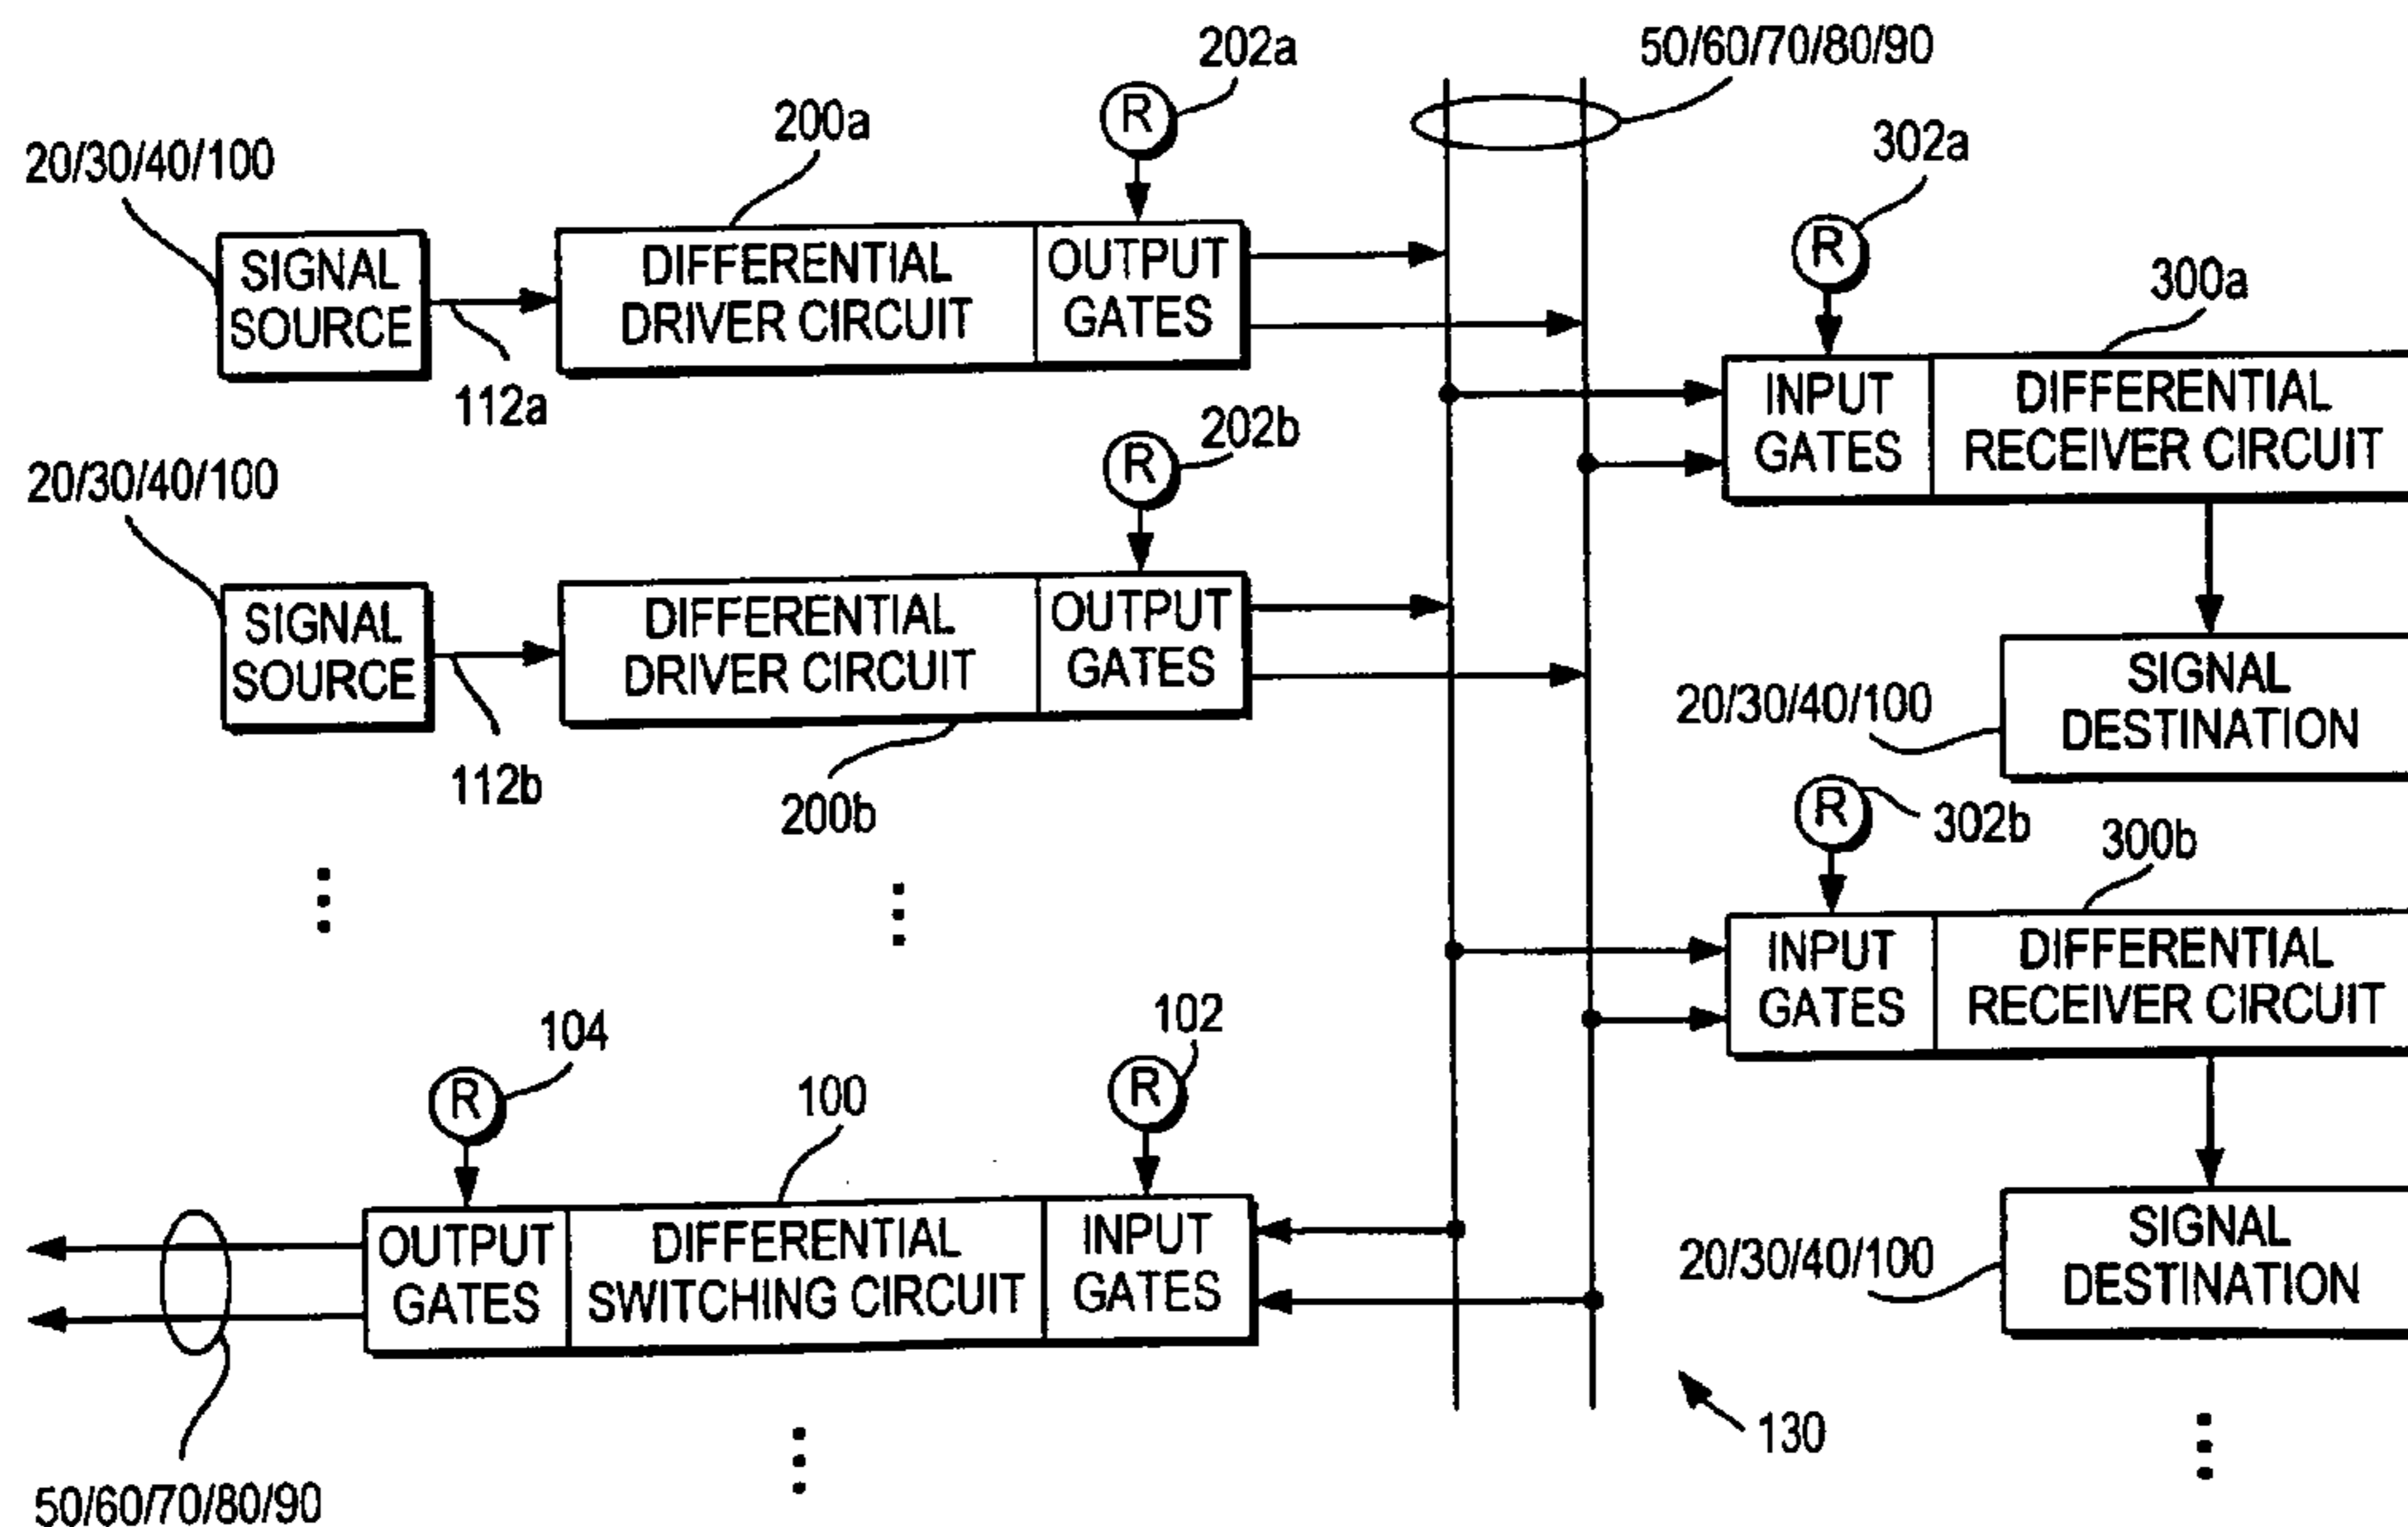 202a
50/60/70/80/90
200a
R
302a
20/30/40/100
R
300a
SIGNAL
SOURCE
DIFFERENTIAL
DRIVER CIRCUIT
OUTPUT
GATES
112a
INPUT
GATES
DIFFERENTIAL
RECEIVER CIRCUIT
202b
R
20/30/40/100
SIGNAL
SOURCE
DIFFERENTIAL
DRIVER CIRCUIT
OUTPUT
GATES
SIGNAL
DESTINATION
20/30/40/100
112b
200b
R
302b
300b
INPUT
GATES
DIFFERENTIAL
RECEIVER CIRCUIT
104
R
100
102
R
OUTPUT
GATES
DIFFERENTIAL
SWITCHING CIRCUIT
INPUT
GATES
SIGNAL
DESTINATION
20/30/40/100
130
50/60/70/80/90